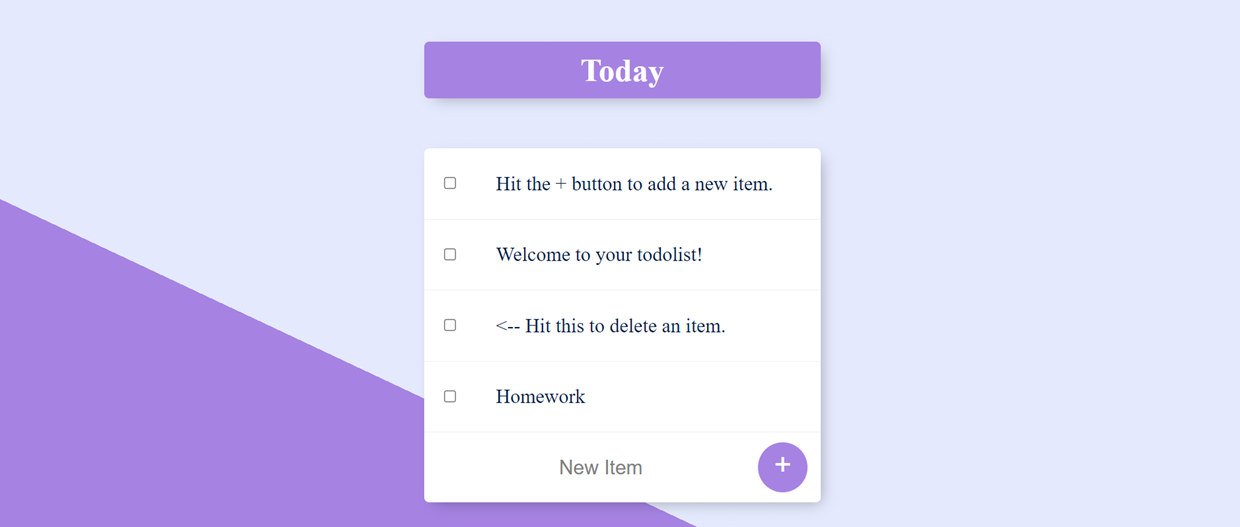 Today
Hit the + button to add a new item.
Welcome to your todolist!
<-- Hit this to delete an item.
Homework
New Item +